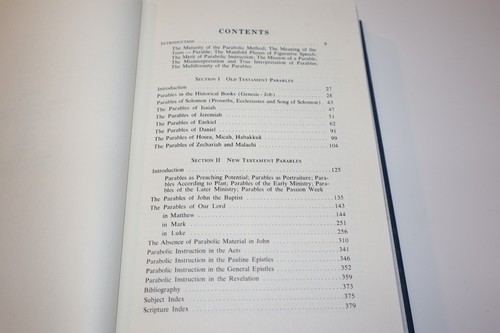 CONTENTS
INTRODUCTION 9
The Maturity of the Parabolic Method; The Meaning of the
Term — Parable; The Manifold Phases of Figurative Speech;
The Merit of Parabolic Instruction; The Mission of a Parable;
The Misinterpretation and True Interpretation of Parables;
The Multiformity of the Parables
SECTION I OLD TESTAMENT PARABLES
Introduction 27
Parables in the Historical Books (Genesis - Job) 28
Parables of Solomon (Proverbs, Ecclesiastes and Song of Solomon) 43
The Parables of Isaiah 47
The Parables of Jeremiah 51
The Parables of Ezekiel 62
The Parables of Daniel 91
The Parables of Hosea, Micah, Habakkuk 99
The Parables of Zechariah and Malachi 104
SECTION II NEW TESTAMENT PARABLES
Introduction 125
Parables as Preaching Potential; Parables as Portraiture; Para-
bles According to Plan; Parables of the Early Ministry; Para-
bles of the Later Ministry; Parables of the Passion Week
The Parables of John the Baptist 135
The Parables of Our Lord 143
in Matthew 144
in Mark 251
in Luke 256
The Absence of Parabolic Material in John 310
Parabolic Instruction in the Acts 341
Parabolic Instruction in the Pauline Epistles 346
Parabolic Instruction in the General Epistles 352
Parabolic Instruction in the Revelation 359
Bibliography 373
Subject Index 375
Scripture Index 379